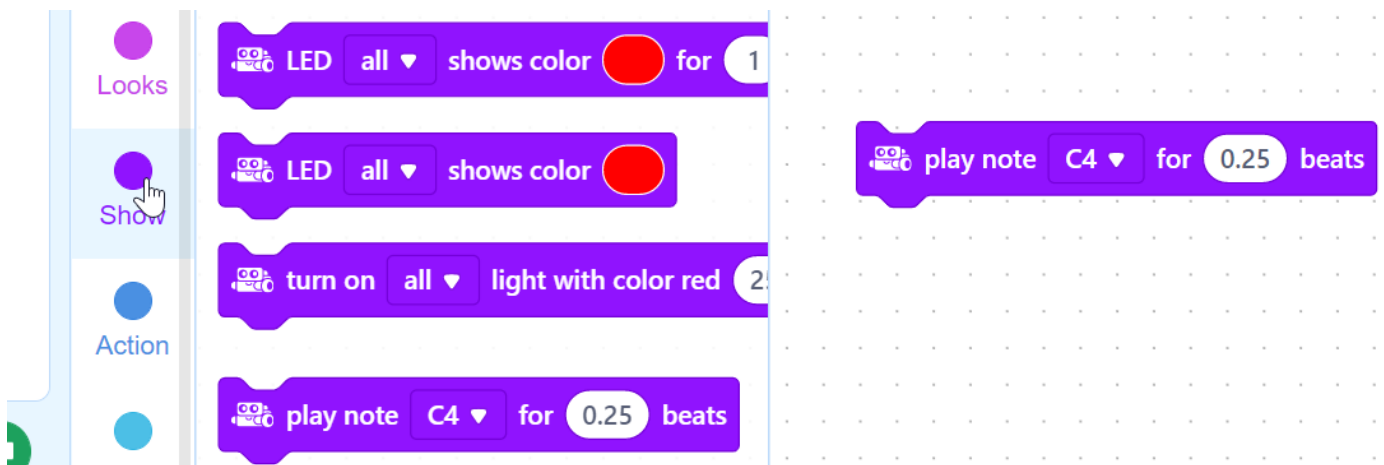 Looks
Show
Action
LED all shows color for 1
LED all shows color
turn on all light with color red
play note C4 for 0.25 beats
play note C4 for 0.25 beats